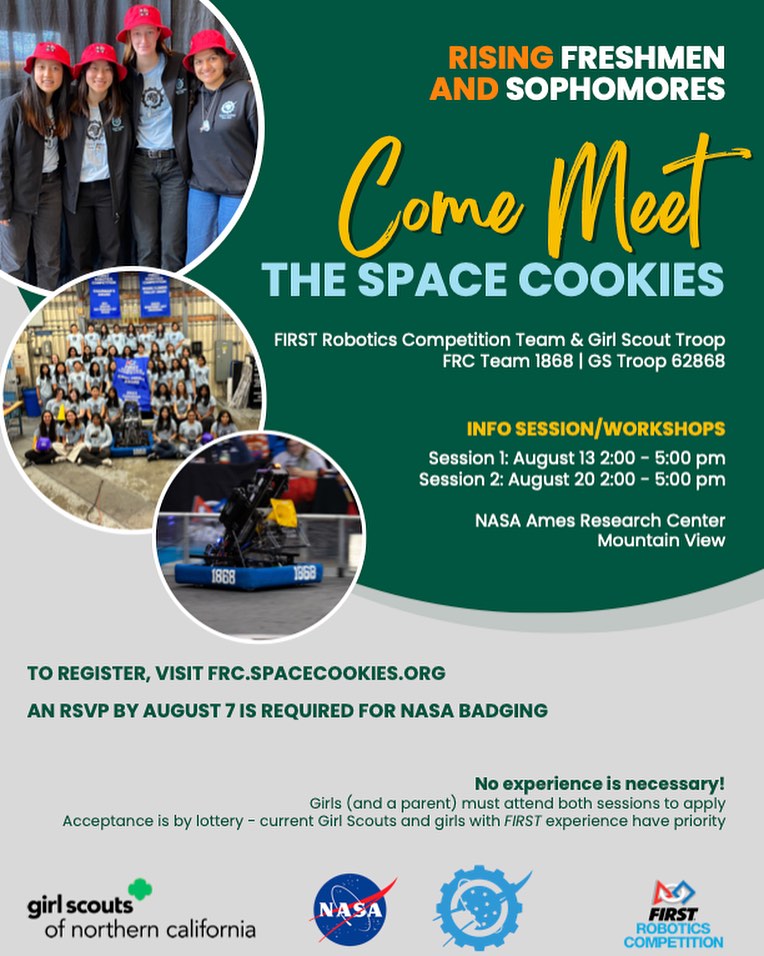 RISING FRESHMEN
AND SOPHOMORES
Come Meet
THE SPACE COOKIES
FIRST Robotics Competition Team & Girl Scout Troop
FRC Team 1868 | GS Troop 62868
INFO SESSION/WORKSHOPS
Session 1: August 13 2:00 - 5:00 pm
Session 2: August 20 2:00 - 5:00 pm
NASA Ames Research Center
Mountain View
1868 1868
TO REGISTER, VISIT FRC.SPACECOOKIES.ORG
AN RSVP BY AUGUST 7 IS REQUIRED FOR NASA BADGING
No experience is necessary!
Girls (and a parent) must attend both sessions to apply
Acceptance is by lottery - current Girl Scouts and girls with FIRST experience have priority
girl scouts
of northern california
NASA
FIRST
ROBOTICS
COMPETITION